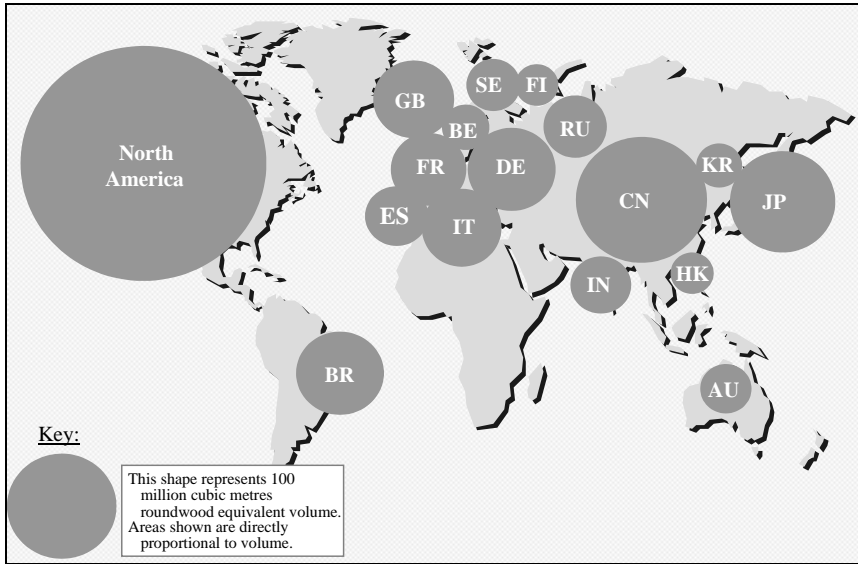 North
America
GB
SE
FI
BE
RU
FR
DE
KR
CN
JP
ES
IT
HK
IN
BR
AU
Key:
This shape represents 100
million cubic metres
roundwood equivalent volume.
Areas shown are directly
proportional to volume.